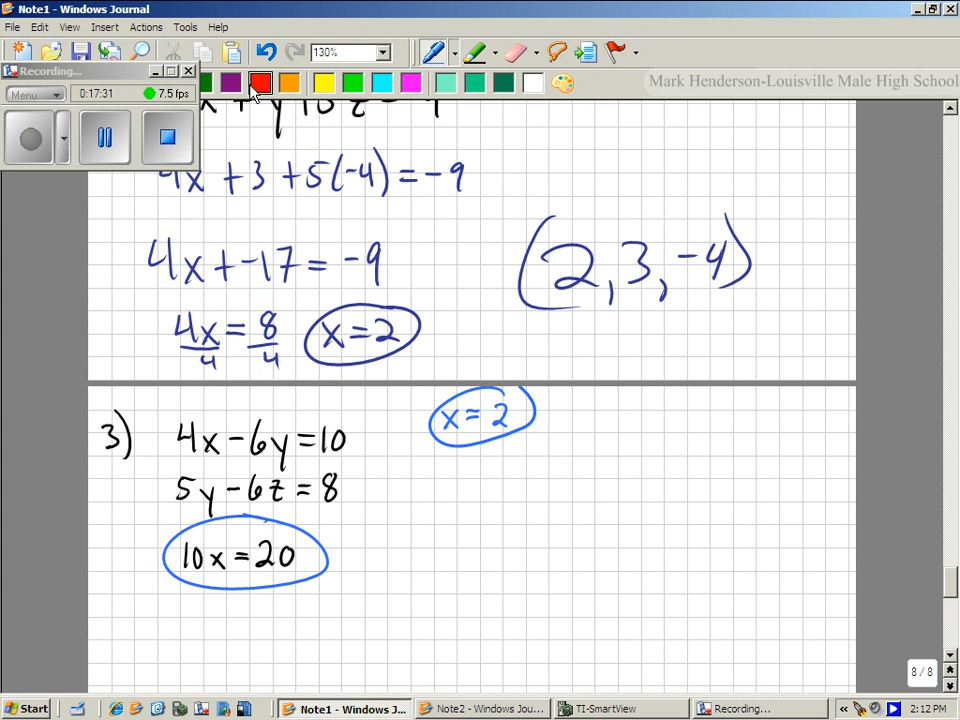 Note1 - Windows Journal
File Edit View Insert Actions Tools Help
130%
Recording...
Menu 0:17:31 7.5 fps
Mark Henderson-Louisville Male High School
4x + 3 + 5(-4) = -9
4x + -17 = -9
(2, 3, -4)
4x = 8
4 4
x = 2
3) 4x - 6y = 10
x = 2
5y - 6z = 8
10x = 20
8 / 8
Start Note1 - Windows J... Note2 - Windows Jou... TI-SmartView Recording... « 2:12 PM